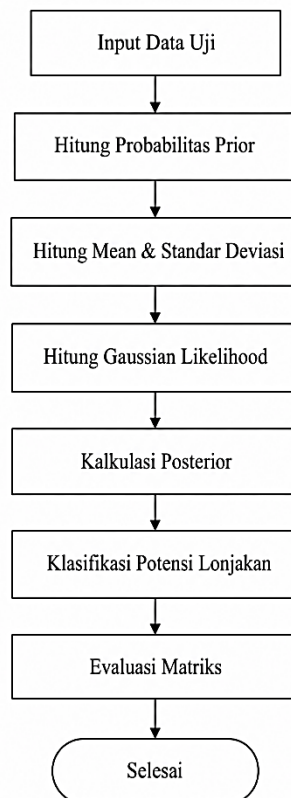 Input Data Uji
Hitung Probabilitas Prior
Hitung Mean & Standar Deviasi
Hitung Gaussian Likelihood
Kalkulasi Posterior
Klasifikasi Potensi Lonjakan
Evaluasi Matriks
Selesai